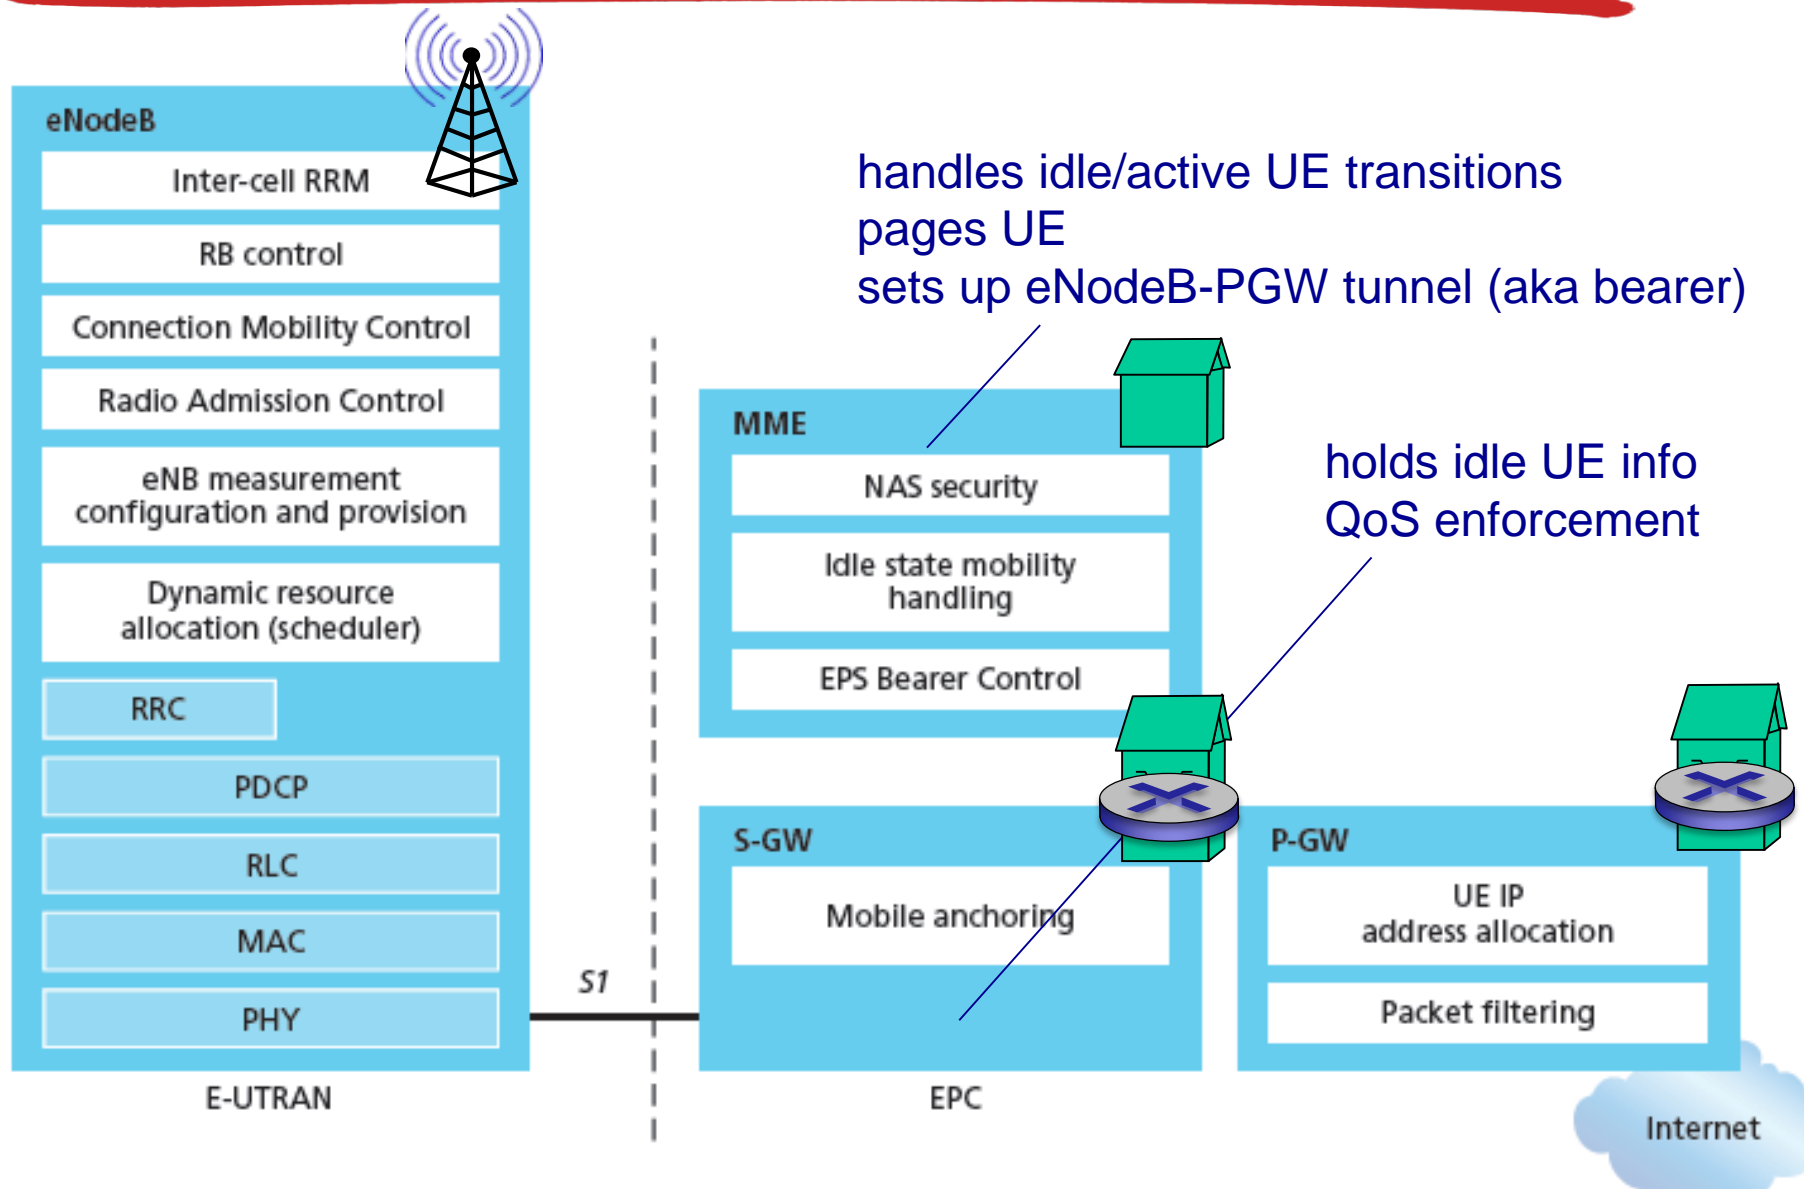 eNodeB
Inter-cell RRM
RB control
Connection Mobility Control
Radio Admission Control
eNB measurement
configuration and provision
Dynamic resource
allocation (scheduler)
RRC
PDCP
RLC
MAC
PHY
E-UTRAN
S1
handles idle/active UE transitions
pages UE
sets up eNodeB-PGW tunnel (aka bearer)
MME
NAS security
Idle state mobility
handling
EPS Bearer Control
holds idle UE info
QoS enforcement
S-GW
Mobile anchoring
EPC
P-GW
UE IP
address allocation
Packet filtering
Internet